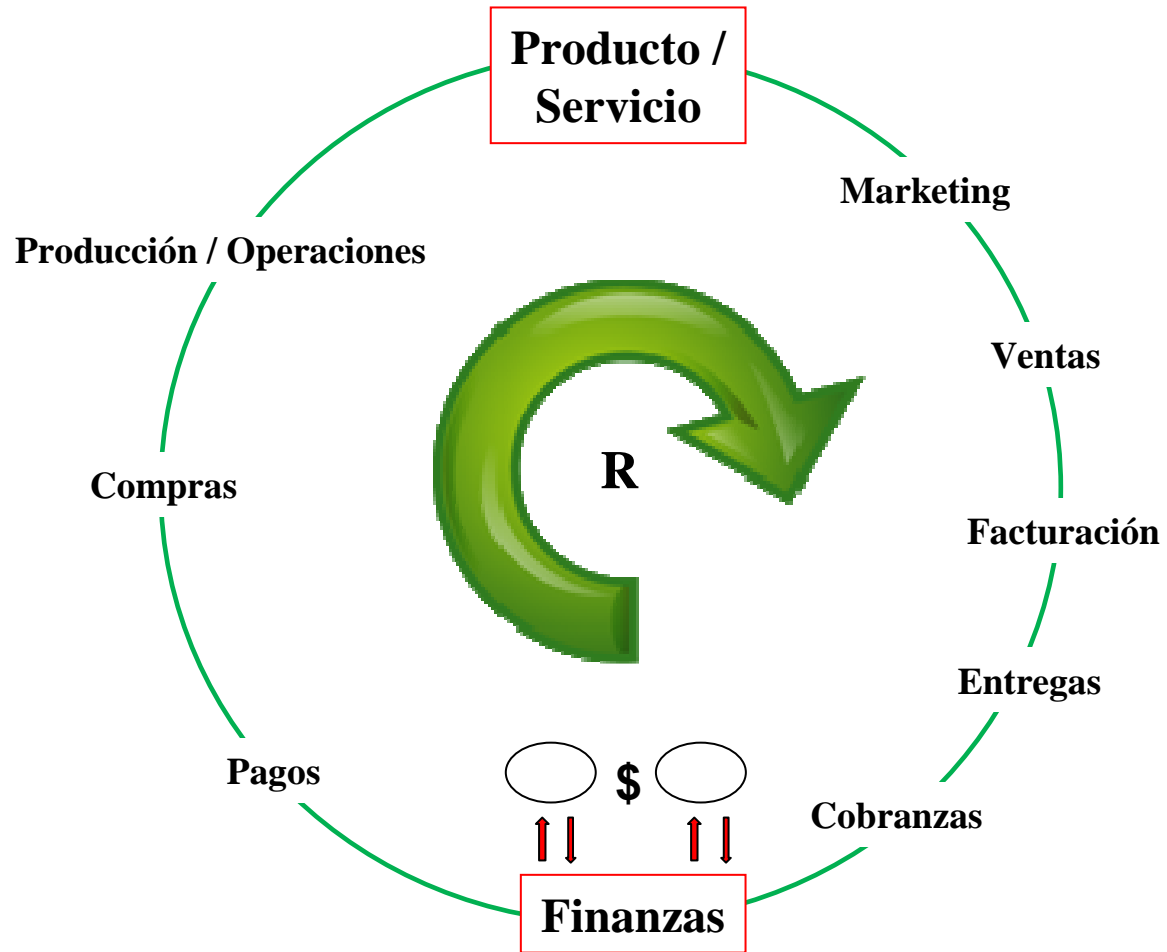 Producto /
Servicio
Marketing
Producción / Operaciones
Ventas
R
Compras
Facturación
Entregas
Pagos
$
Cobranzas
Finanzas